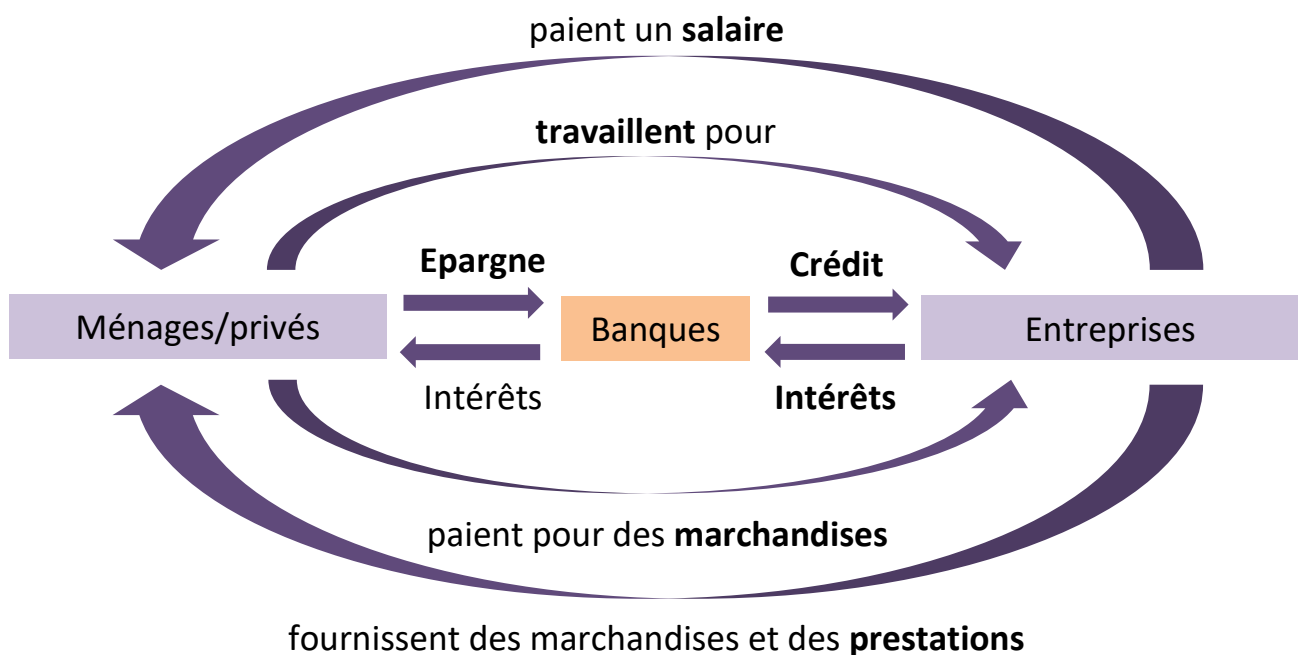 paient un salaire
travaillent pour
Epargne
Crédit
Ménages/privés
Banques
Entreprises
Intérêts
Intérêts
paient pour des marchandises
fournissent des marchandises et des prestations